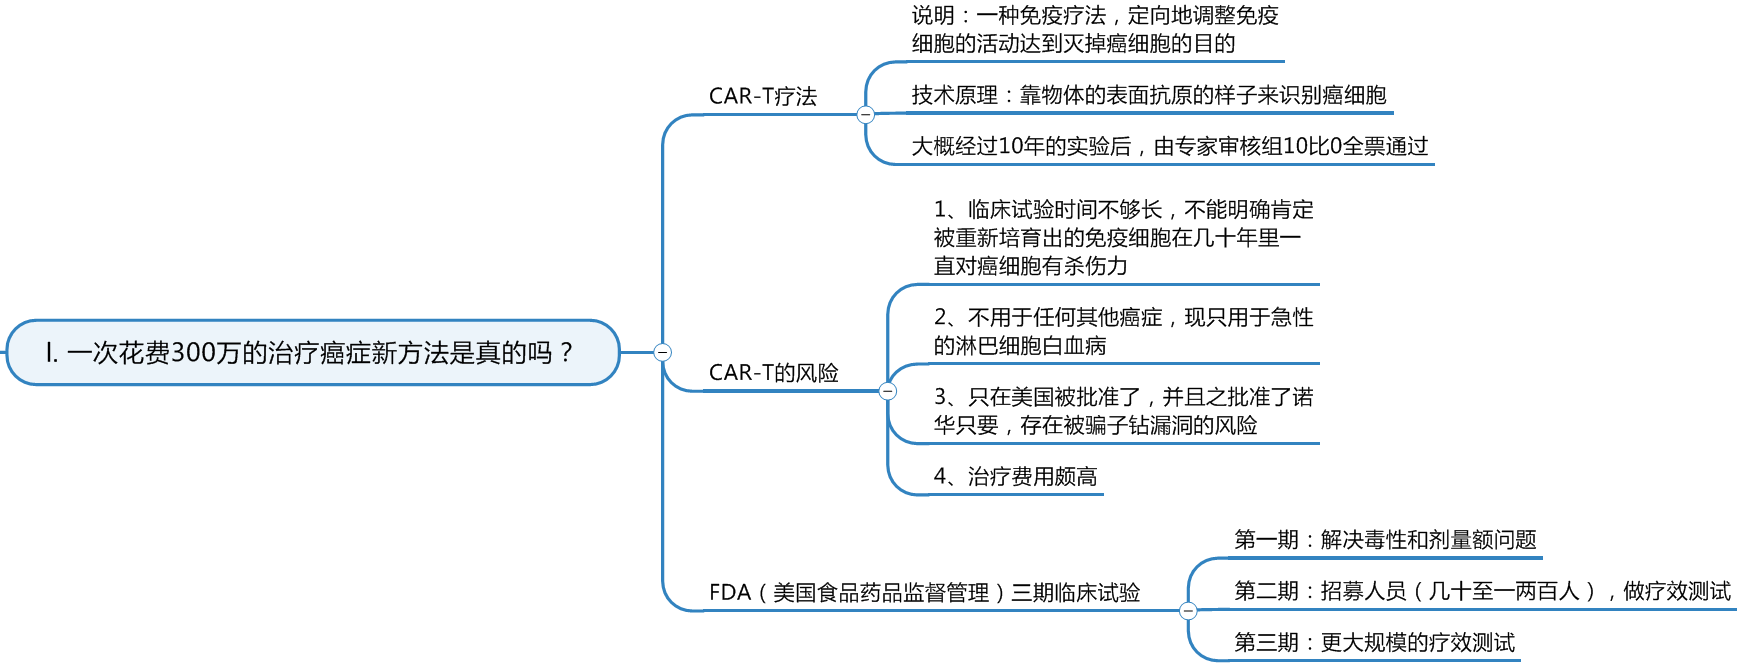 I. 一次花费300万的治疗癌症新方法是真的吗？
CAR-T疗法
说明：一种免疫疗法，定向地调整免疫
细胞的活动达到灭掉癌细胞的目的
技术原理：靠物体的表面抗原的样子来识别癌细胞
大概经过10年的实验后，由专家审核组10比0全票通过
CAR-T的风险
1、临床试验时间不够长，不能明确肯定
被重新培育出的免疫细胞在几十年里一
直对癌细胞有杀伤力
2、不用于任何其他癌症，现只用于急性
的淋巴细胞白血病
3、只在美国被批准了，并且之批准了诺
华只要，存在被骗子钻漏洞的风险
4、治疗费用颇高
FDA（美国食品药品监督管理）三期临床试验
第一期：解决毒性和剂量额问题
第二期：招募人员（几十至一两百人），做疗效测试
第三期：更大规模的疗效测试